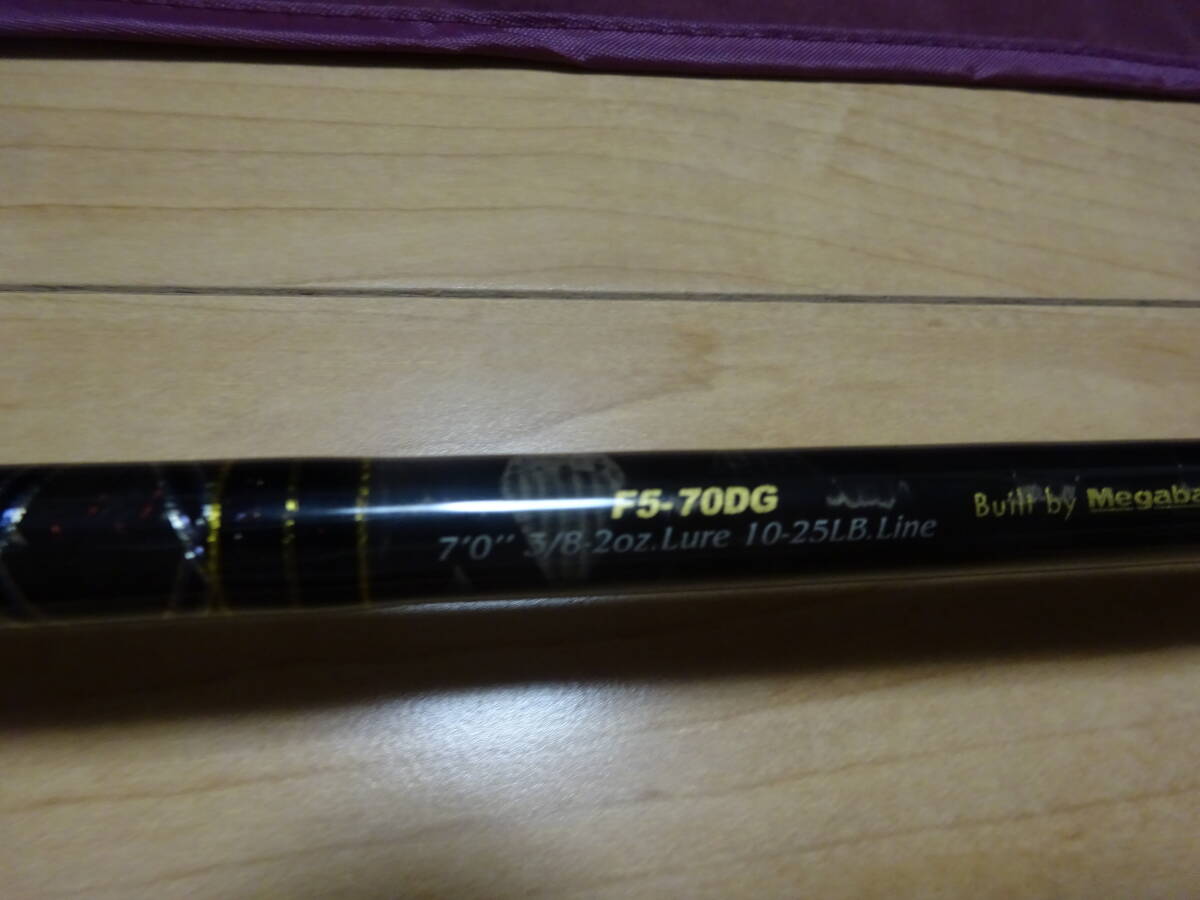 F5-70DG
7'0" 3/8-2oz.Lure 10-25LB.Line
Built by Megaba